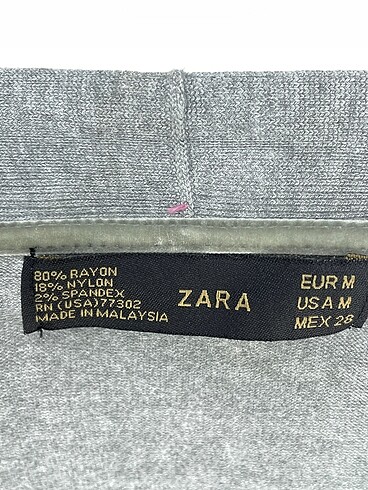 80% RAYON
18% NYLON
2% SPANDEX
RN (USA) 77302
MADE IN MALAYSIA
ZARA
EUR M
USA M
MEX 28